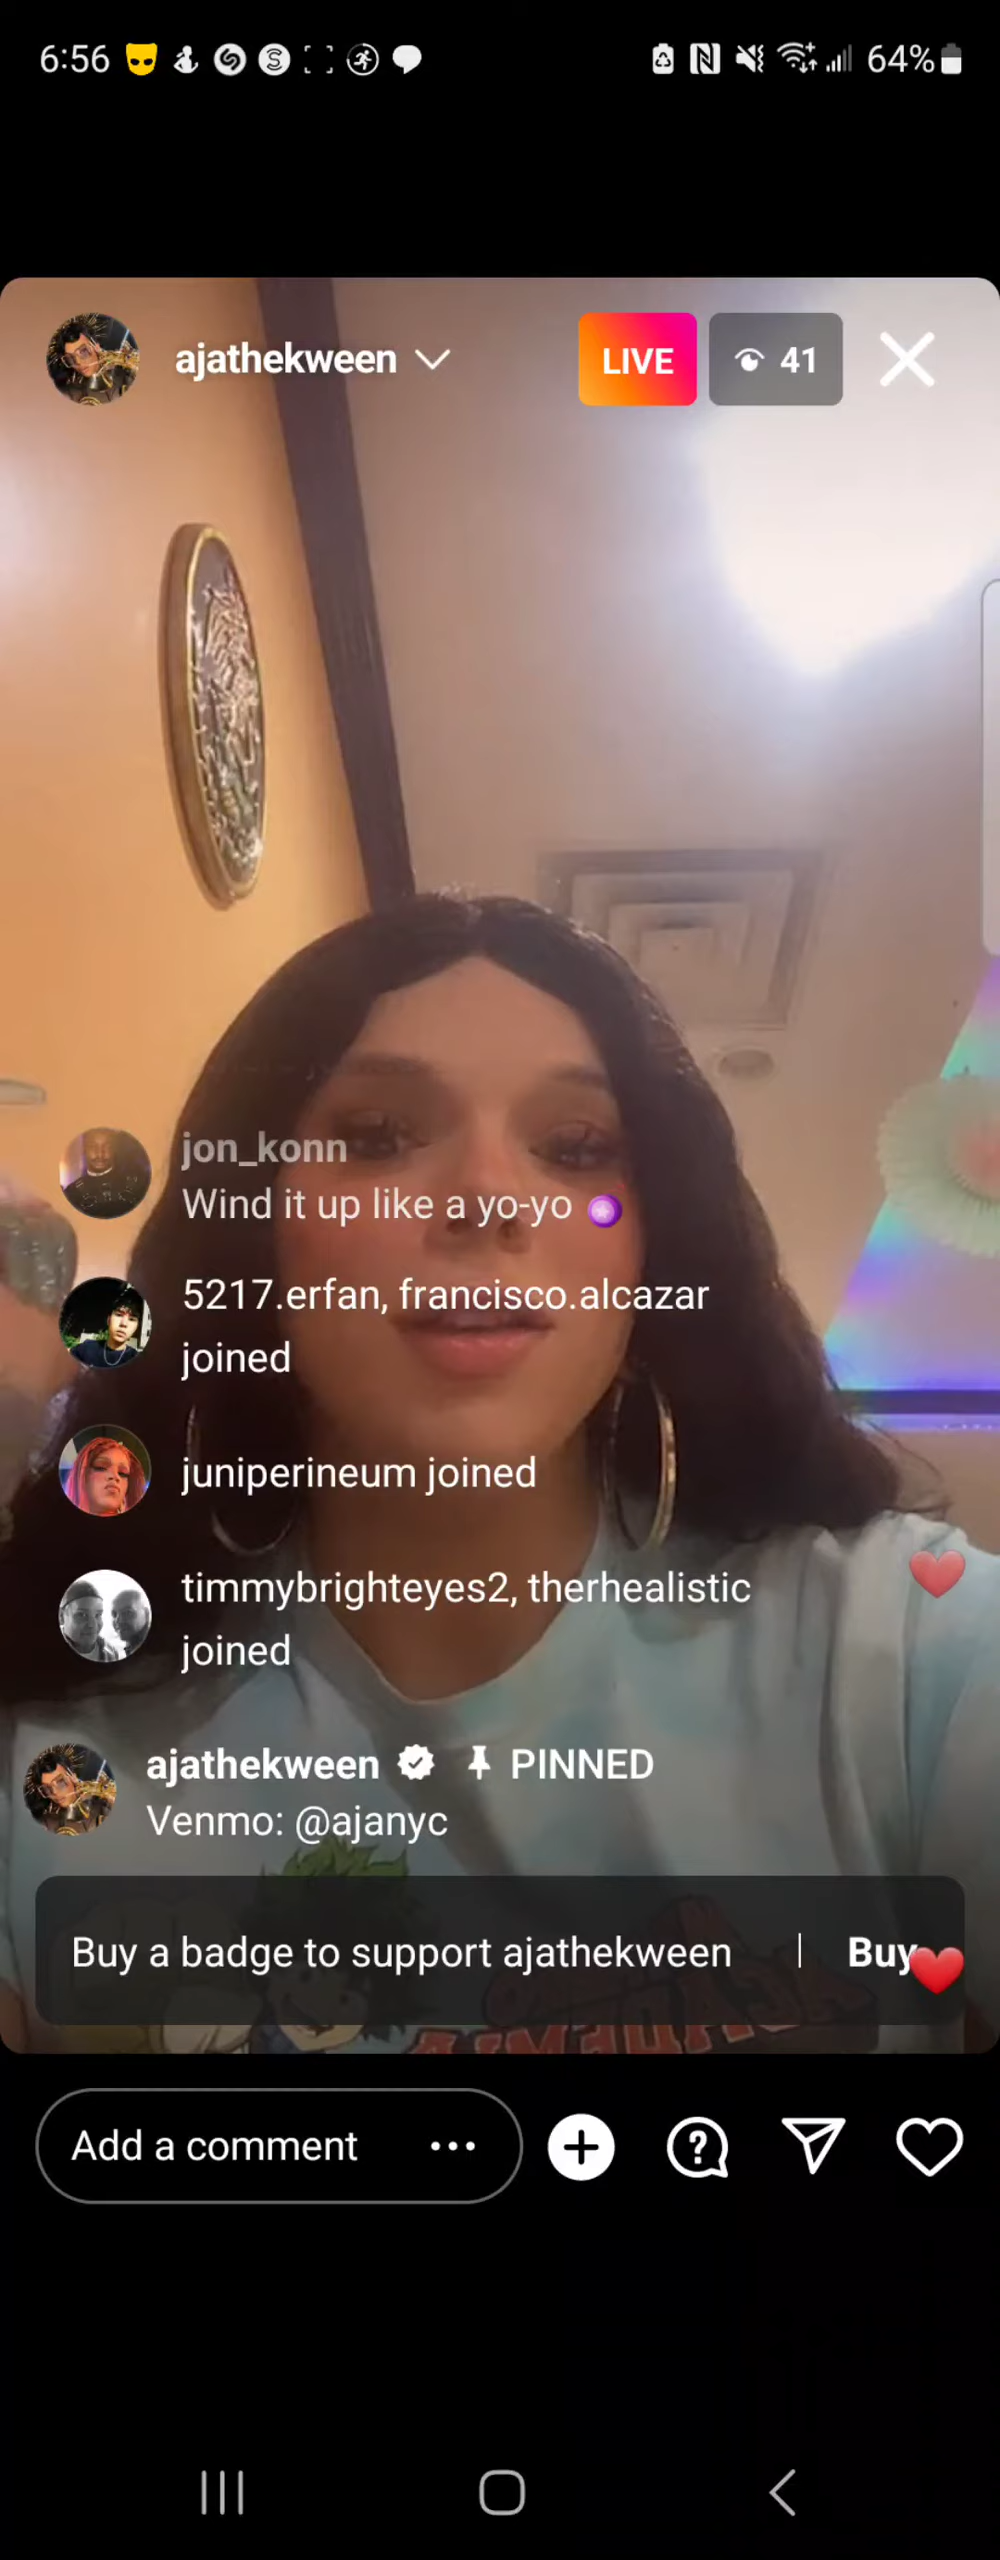 6:56
64%
ajathekween
LIVE
41
jon_konn
Wind it up like a yo-yo
5217.erfan, francisco.alcazar
joined
juniperineum joined
timmybrighteyes2, therhealistic
joined
ajathekween PINNED
Venmo: @ajanyc
Buy a badge to support ajathekween | Buy
Add a comment